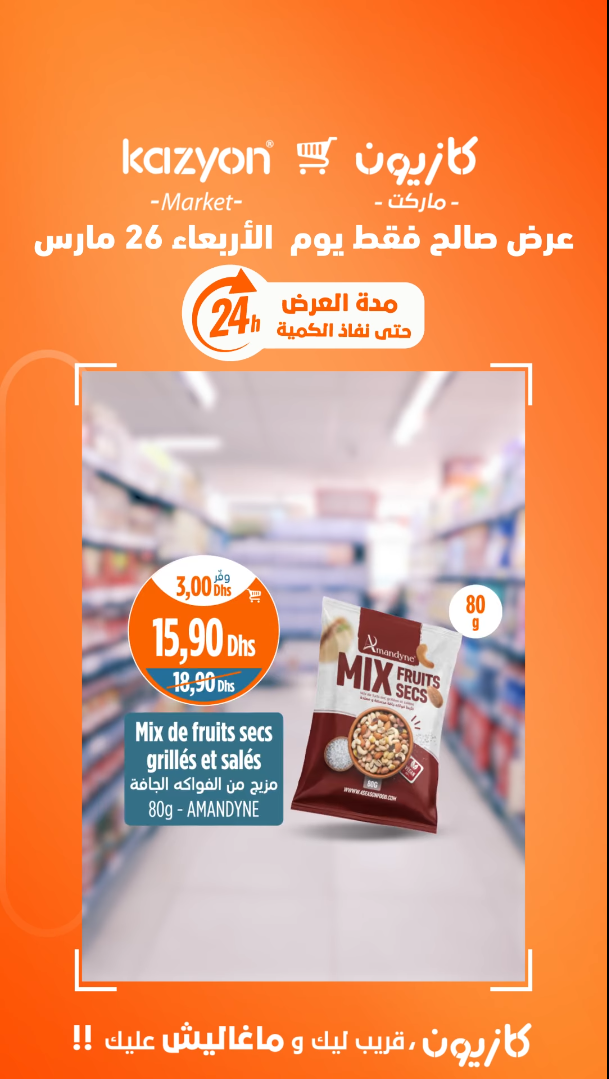 kazyon® كازيون
-Market- - ماركت -
عرض صالح فقط يوم الأربعاء 26 مارس
24h
مدة العرض
حتى نفاذ الكمية
وفّر
3,00 Dhs
15,90 Dhs
18,90 Dhs
80
g
Mix de fruits secs
grillés et salés
مزيج من الفواكه الجافة
80g - AMANDYNE
Amandyne
MIX FRUITS
SECS
80G
WWW.4SEASONFOOD.COM
كازيون ، قريب ليك و ماغاليش عليك !!